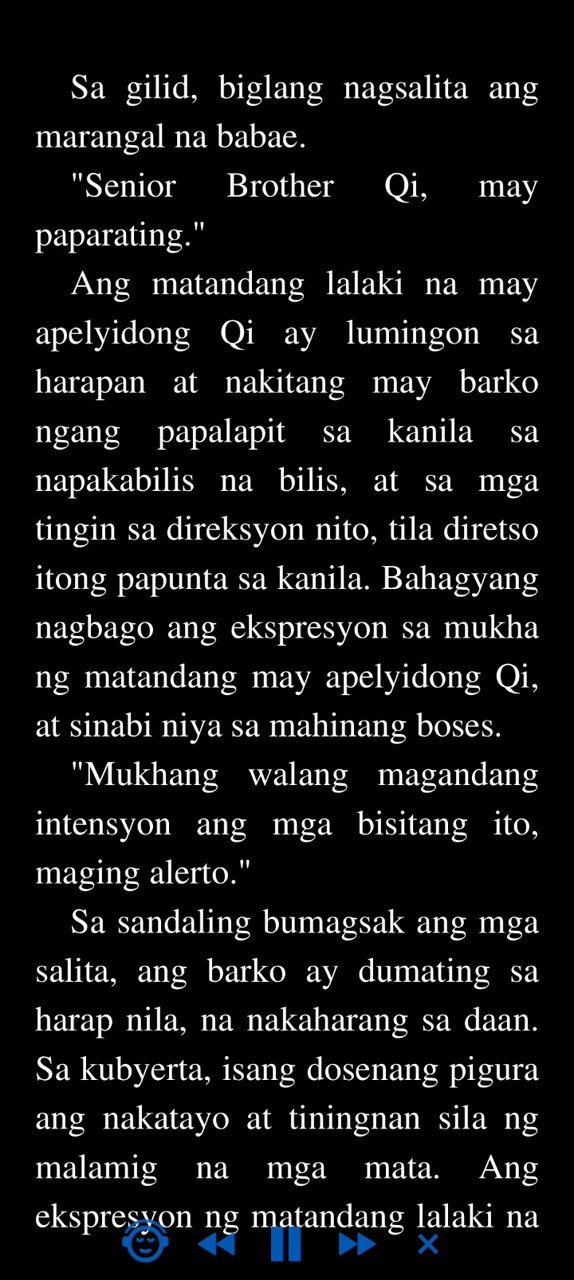 Sa gilid, biglang nagsalita ang
marangal na babae.
"Senior Brother Qi, may
paparating."
Ang matandang lalaki na may
apelyidong Qi ay lumingon sa
harapan at nakitang may barko
ngang papalapit sa kanila sa
napakabilis na bilis, at sa mga
tingin sa direksyon nito, tila diretso
itong papunta sa kanila. Bahagyang
nagbago ang ekspresyon sa mukha
ng matandang may apelyidong Qi,
at sinabi niya sa mahinang boses.
"Mukhang walang magandang
intensyon ang mga bisitang ito,
maging alerto."
Sa sandaling bumagsak ang mga
salita, ang barko ay dumating sa
harap nila, na nakaharang sa daan.
Sa kubyerta, isang dosenang pigura
ang nakatayo at tiningnan sila ng
malamig na mga mata. Ang
ekspresyon ng matandang lalaki na